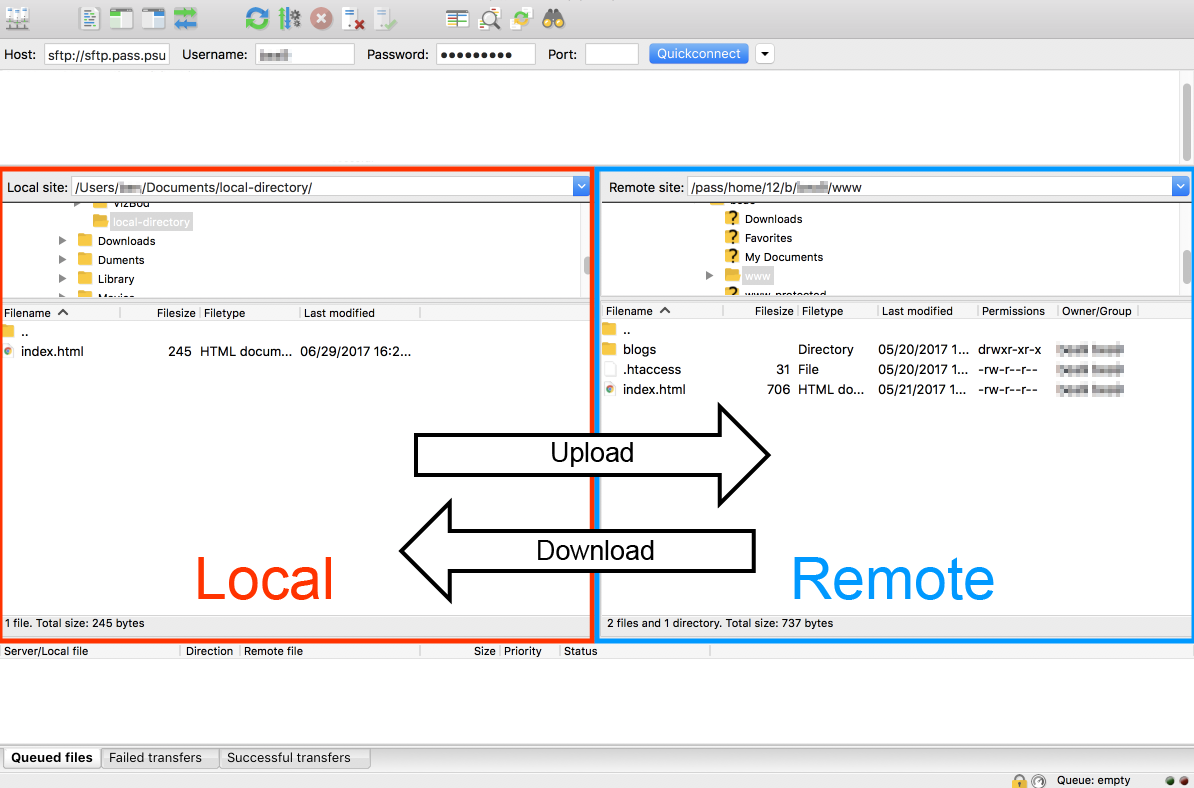 Host: sftp://sftp.pass.psu Username: Password: ●●●●●●●●● Port: Quickconnect
Local site: /Users/ /Documents/local-directory/
VizBod
local-directory
Downloads
Duments
Library
Movies
Filename Filesize Filetype Last modified
..
index.html 245 HTML docum... 06/29/2017 16:2...
Local
1 file. Total size: 245 bytes
Remote site: /pass/home/12/b/ /www
Downloads
Favorites
My Documents
www
www-protected
Filename Filesize Filetype Last modified Permissions Owner/Group
..
blogs Directory 05/20/2017 1... drwxr-xr-x
.htaccess 31 File 05/20/2017 1... -rw-r--r--
index.html 706 HTML do... 05/21/2017 1... -rw-r--r--
Upload
Download
Remote
2 files and 1 directory. Total size: 737 bytes
Server/Local file Direction Remote file Size Priority Status
Queued files Failed transfers Successful transfers
Queue: empty